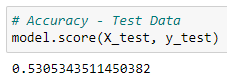 # Accuracy - Test Data
model.score(X_test, y_test)
0.5305343511450382